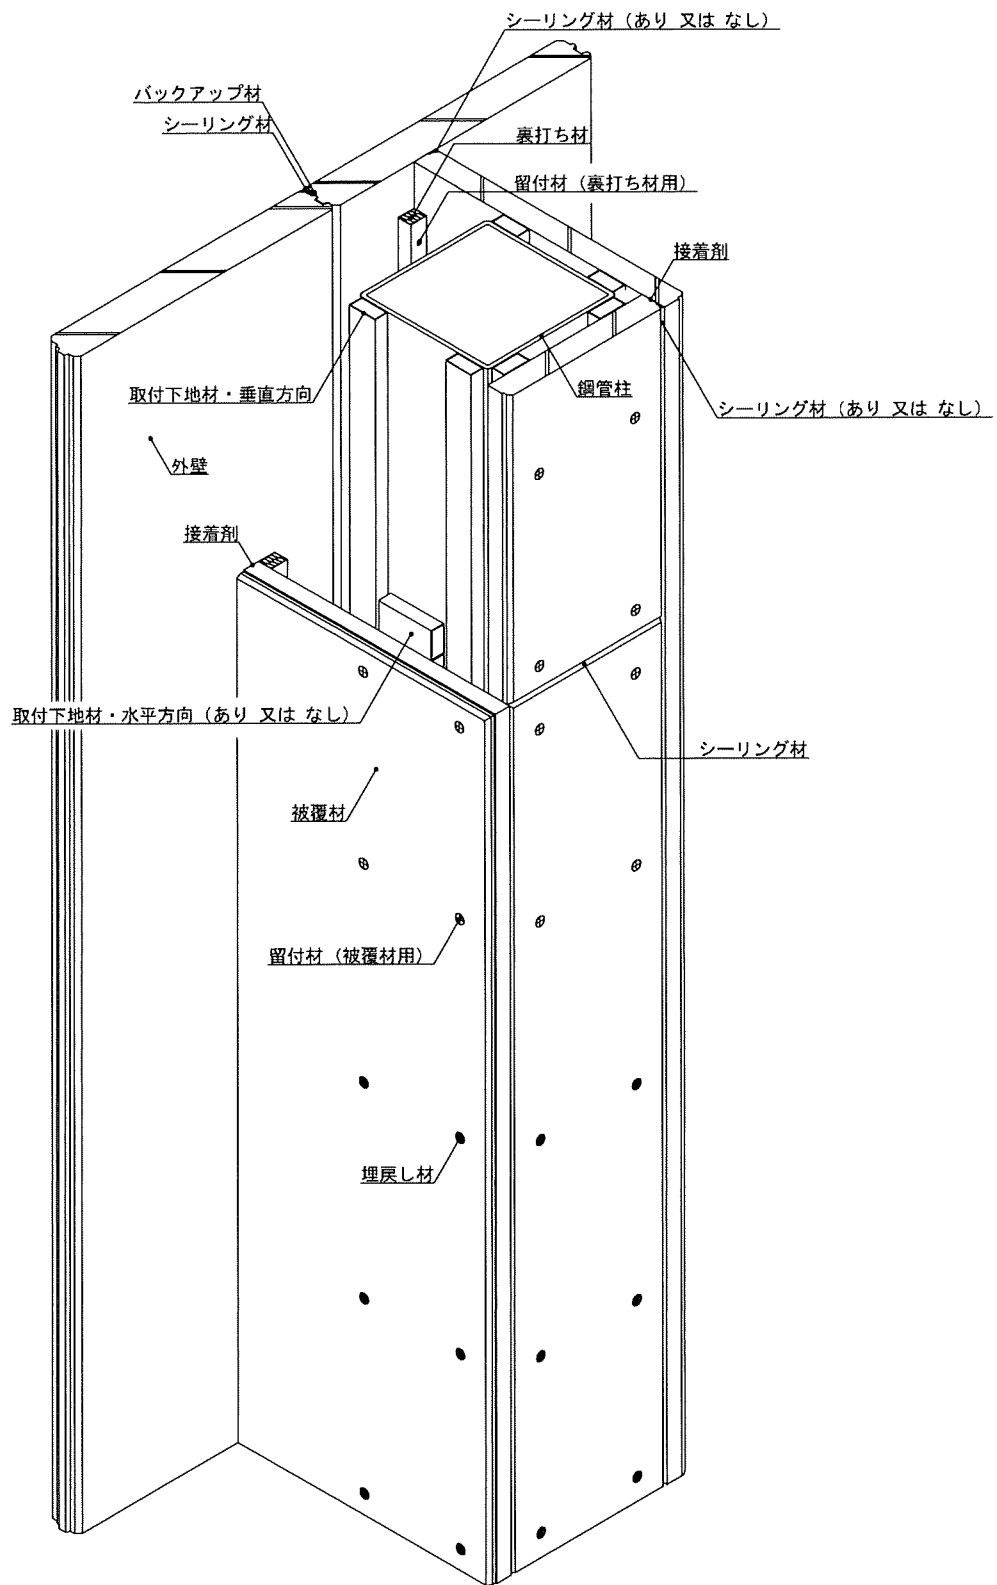 シーリング材（あり 又は なし）
バックアップ材
シーリング材
裏打ち材
留付材（裏打ち材用）
接着剤
取付下地材・垂直方向
鋼管柱
シーリング材（あり 又は なし）
外壁
接着剤
取付下地材・水平方向（あり 又は なし）
シーリング材
被覆材
留付材（被覆材用）
埋戻し材